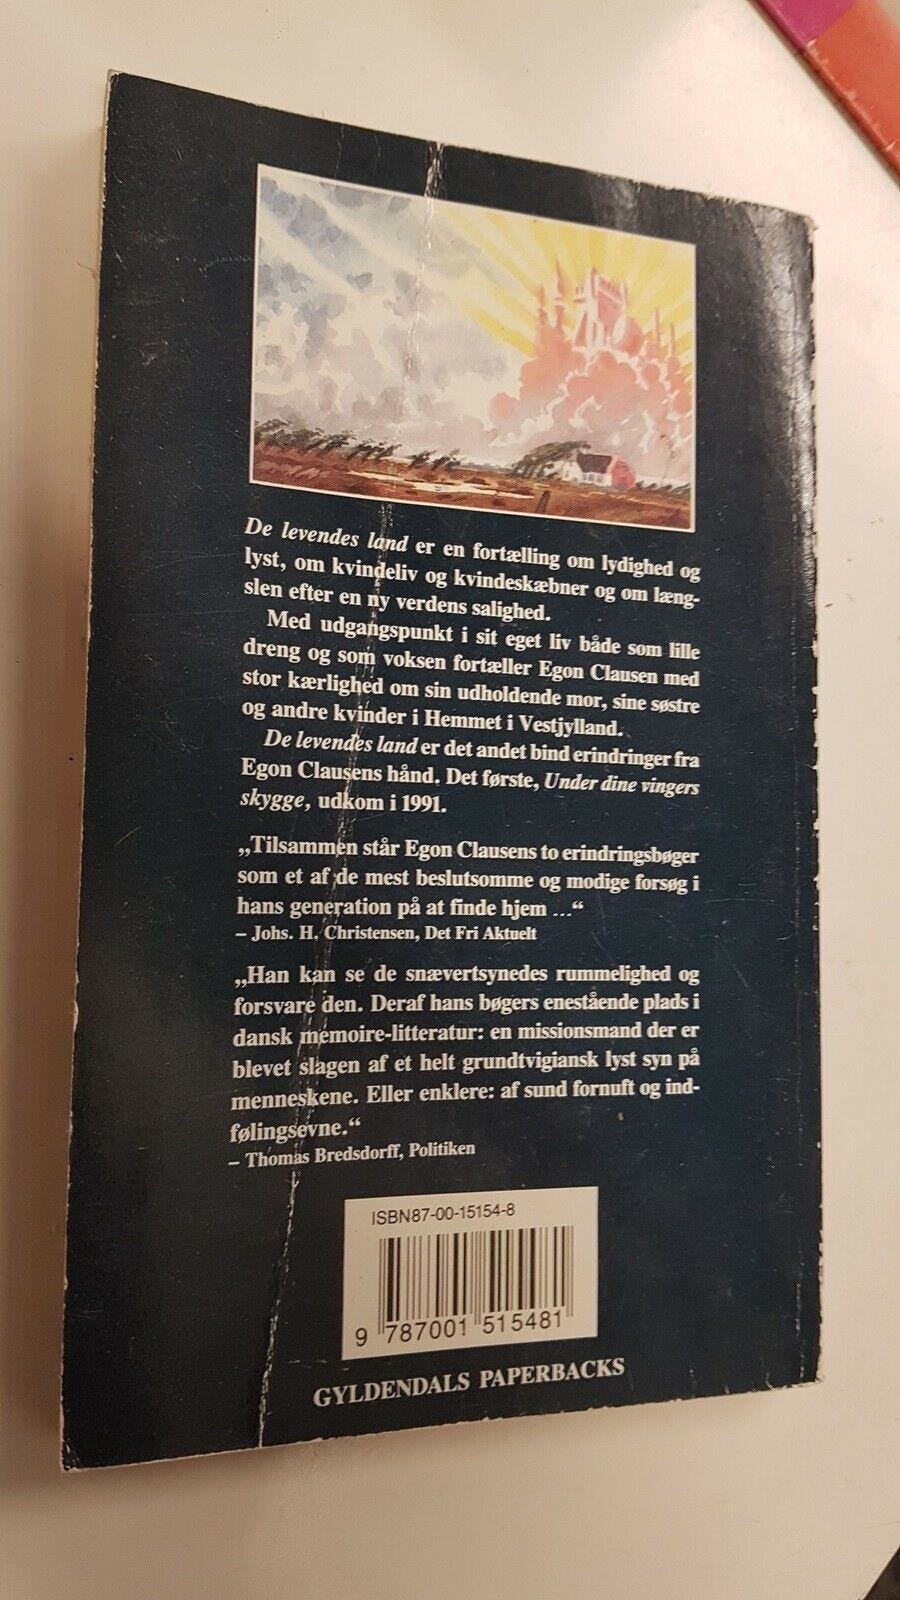 De levendes land er en fortælling om lydighed og
lyst, om kvindeliv og kvindeskæbner og om læng-
slen efter en ny verdens salighed.
Med udgangspunkt i sit eget liv både som lille
dreng og som voksen fortæller Egon Clausen med
stor kærlighed om sin udholdende mor, sine søstre
og andre kvinder i Hemmet i Vestjylland.
De levendes land er det andet bind erindringer fra
Egon Clausens hånd. Det første, Under dine vingers
skygge, udkom i 1991.
„Tilsammen står Egon Clausens to erindringsbøger
som et af de mest beslutsomme og modige forsøg i
hans generation på at finde hjem ...“
– Johs. H. Christensen, Det Fri Aktuelt
„Han kan se de snævertsynedes rummelighed og
forsvare den. Deraf hans bøgers enestående plads i
dansk memoire-litteratur: en missionsmand der er
blevet slagen af et helt grundtvigiansk lyst syn på
menneskene. Eller enklere: af sund fornuft og ind-
følingsevne.“
– Thomas Bredsdorff, Politiken
ISBN87-00-15154-8
9 787001 515481
GYLDENDALS PAPERBACKS